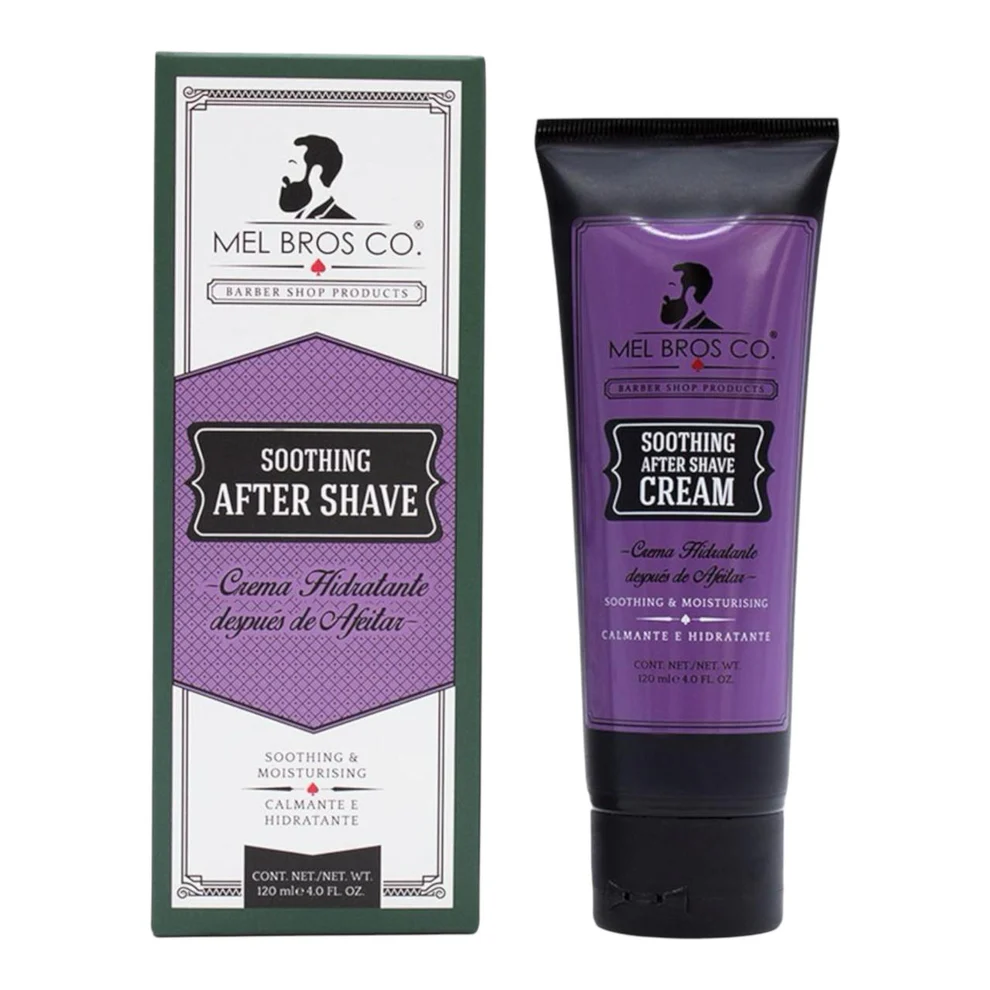 MEL BROS CO.®
BARBER SHOP PRODUCTS
SOOTHING
AFTER SHAVE
-Crema Hidratante
después de Afeitar-
SOOTHING &
MOISTURISING
CALMANTE E
HIDRATANTE
CONT. NET./NET. WT.
120 ml℮ 4.0 FL. OZ.
MEL BROS CO.®
BARBER SHOP PRODUCTS
SOOTHING
AFTER SHAVE
CREAM
-Crema Hidratante
después de Afeitar-
SOOTHING & MOISTURISING
CALMANTE E HIDRATANTE
CONT. NET./NET. WT.
120 ml℮ 4.0 FL. OZ.